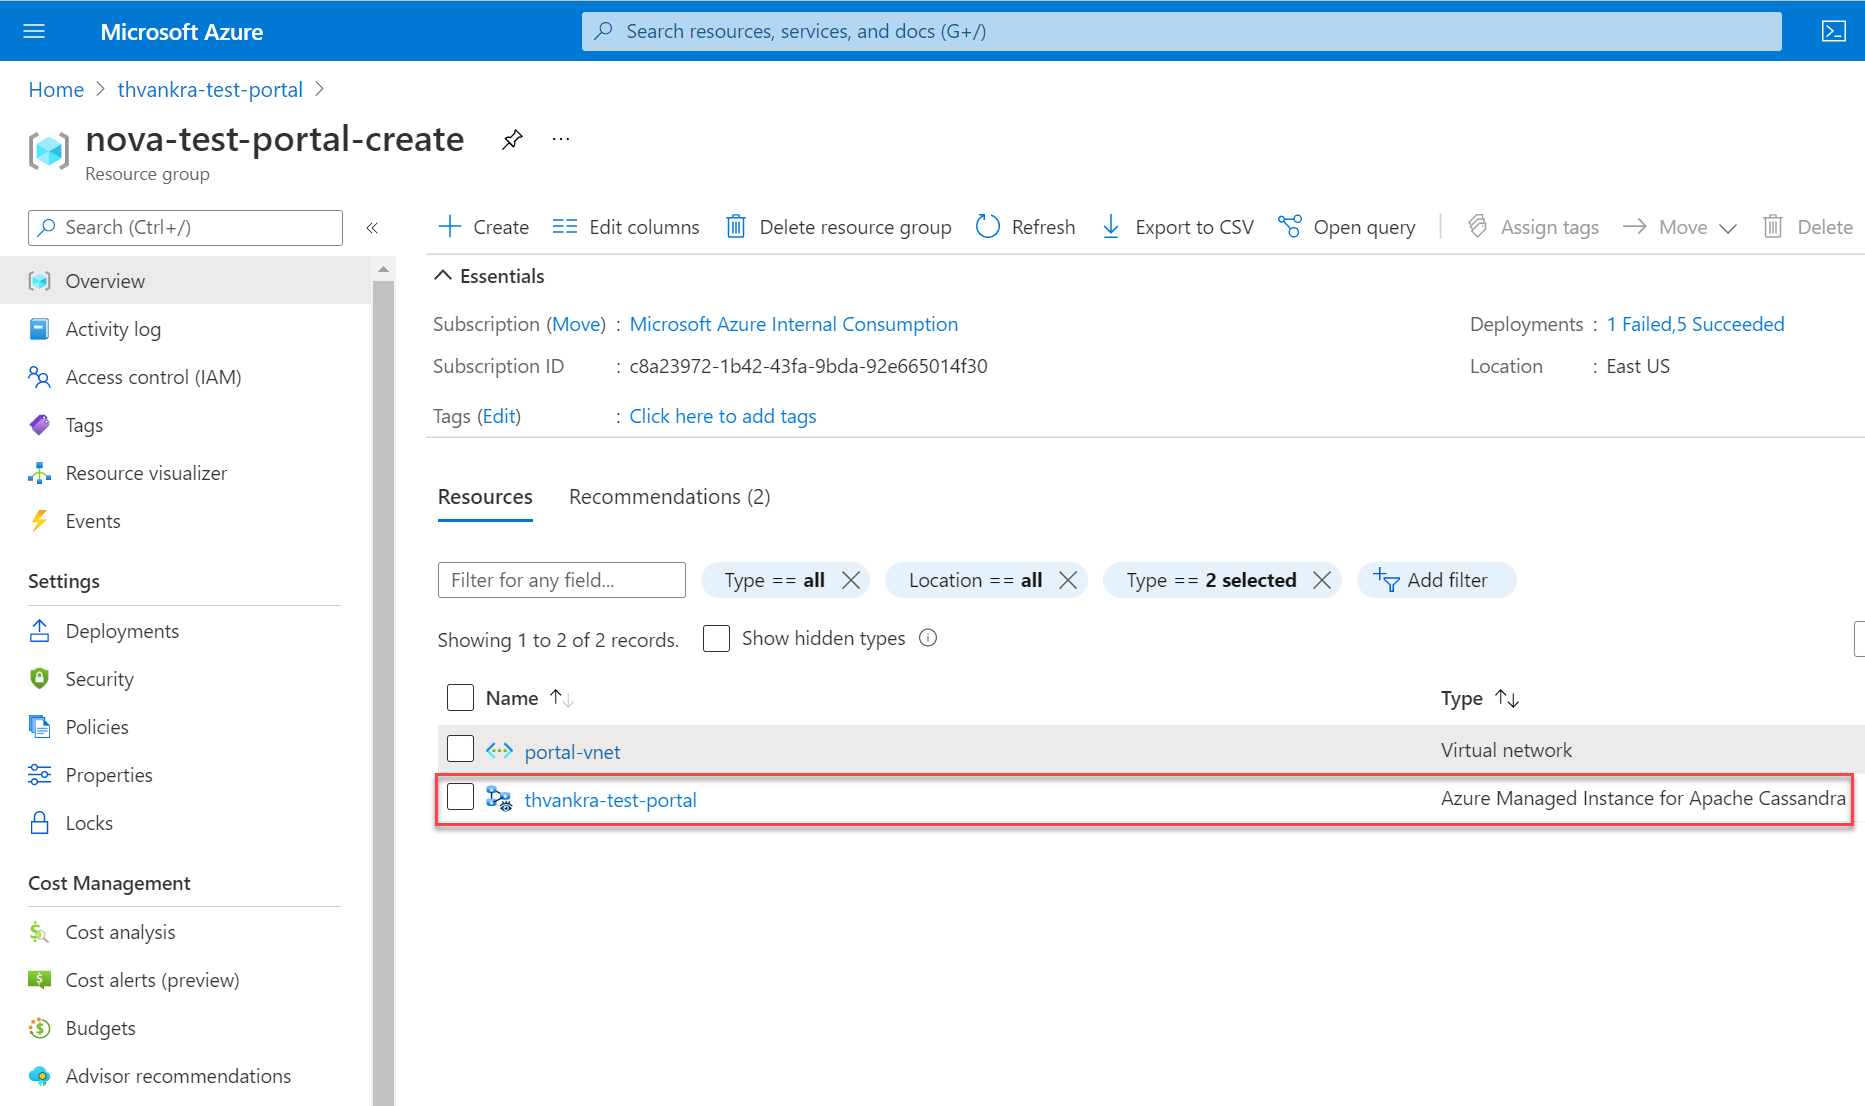 Microsoft Azure
Search resources, services, and docs (G+/)
Home > thvankra-test-portal >
nova-test-portal-create
Resource group
Search (Ctrl+/)
Create
Edit columns
Delete resource group
Refresh
Export to CSV
Open query
Assign tags
Move
Delete
Overview
Activity log
Access control (IAM)
Tags
Resource visualizer
Events
Settings
Deployments
Security
Policies
Properties
Locks
Cost Management
Cost analysis
Cost alerts (preview)
Budgets
Advisor recommendations
Essentials
Subscription (Move) : Microsoft Azure Internal Consumption
Subscription ID : c8a23972-1b42-43fa-9bda-92e665014f30
Tags (Edit) : Click here to add tags
Deployments : 1 Failed,5 Succeeded
Location : East US
Resources
Recommendations (2)
Filter for any field...
Type == all
Location == all
Type == 2 selected
Add filter
Showing 1 to 2 of 2 records.
Show hidden types
Name
Type
portal-vnet
Virtual network
thvankra-test-portal
Azure Managed Instance for Apache Cassandra